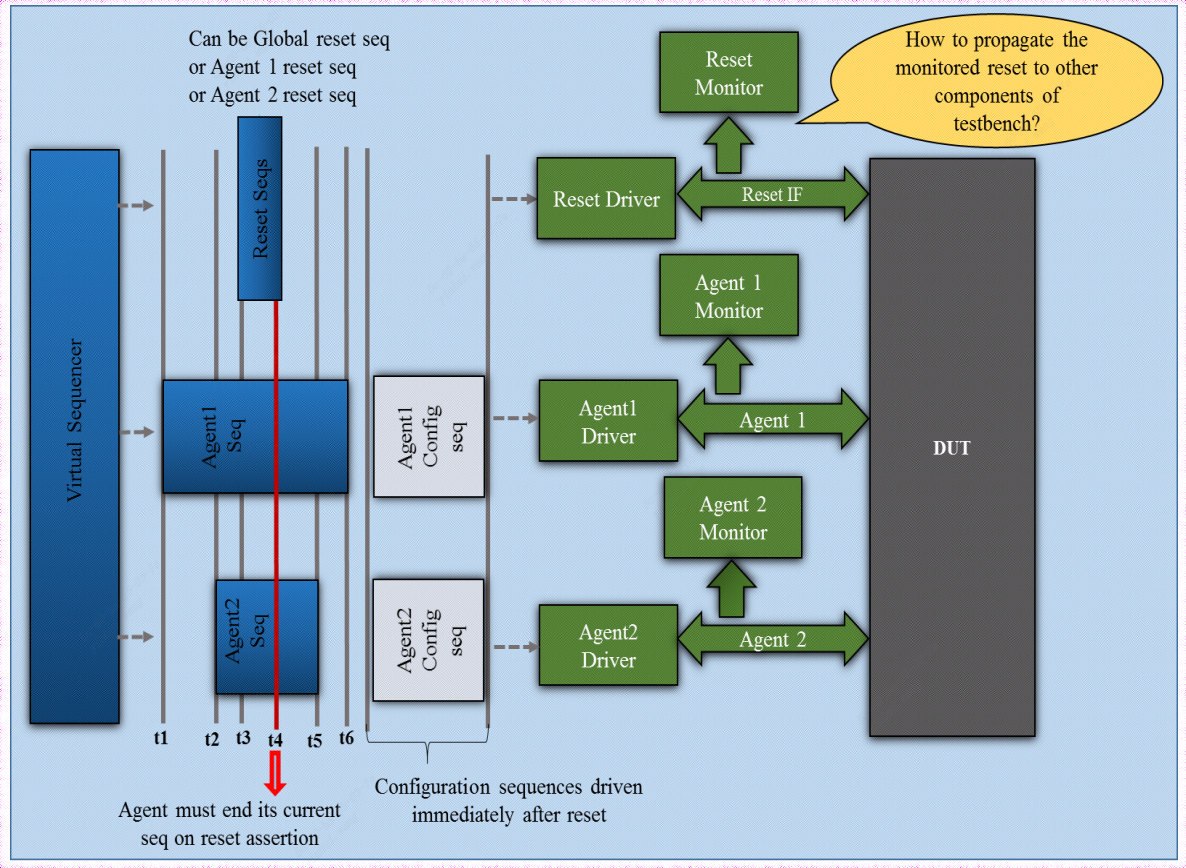 Can be Global reset seq
or Agent 1 reset seq
or Agent 2 reset seq
How to propagate the
monitored reset to other
components of
testbench?
Reset
Monitor
Virtual Sequencer
Reset Seqs
Reset Driver
Reset IF
Agent 1
Monitor
Agent1
Seq
Agent1
Config
seq
Agent1
Driver
Agent 1
DUT
Agent 2
Monitor
Agent2
Seq
Agent2
Config
seq
Agent2
Driver
Agent 2
t1
t2
t3
t4
t5
t6
Agent must end its current
seq on reset assertion
Configuration sequences driven
immediately after reset